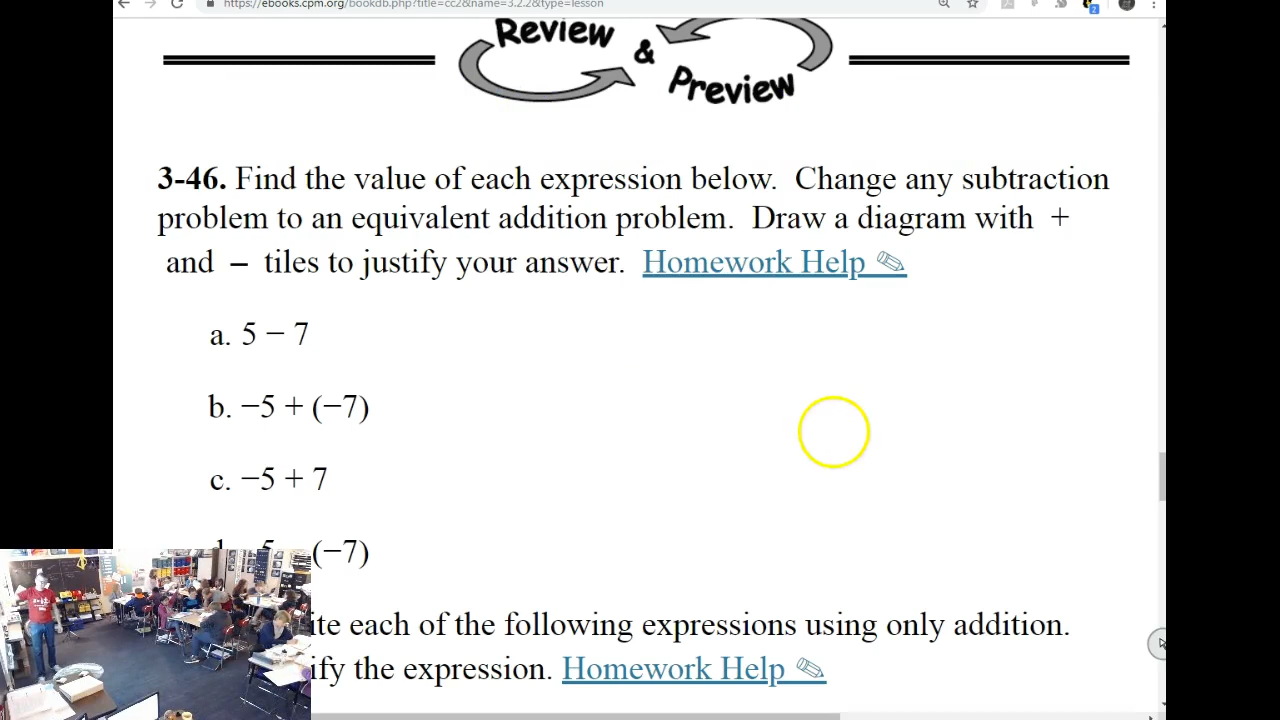 https://ebooks.cpm.org/bookdb.php?title=cc2&name=3.2.2&type=lesson
2
Review
&
Preview
3-46. Find the value of each expression below. Change any subtraction
problem to an equivalent addition problem. Draw a diagram with +
and – tiles to justify your answer. Homework Help ✎
a. 5 − 7
b. −5 + (−7)
c. −5 + 7
(−7)
each of the following expressions using only addition.
the expression. Homework Help ✎